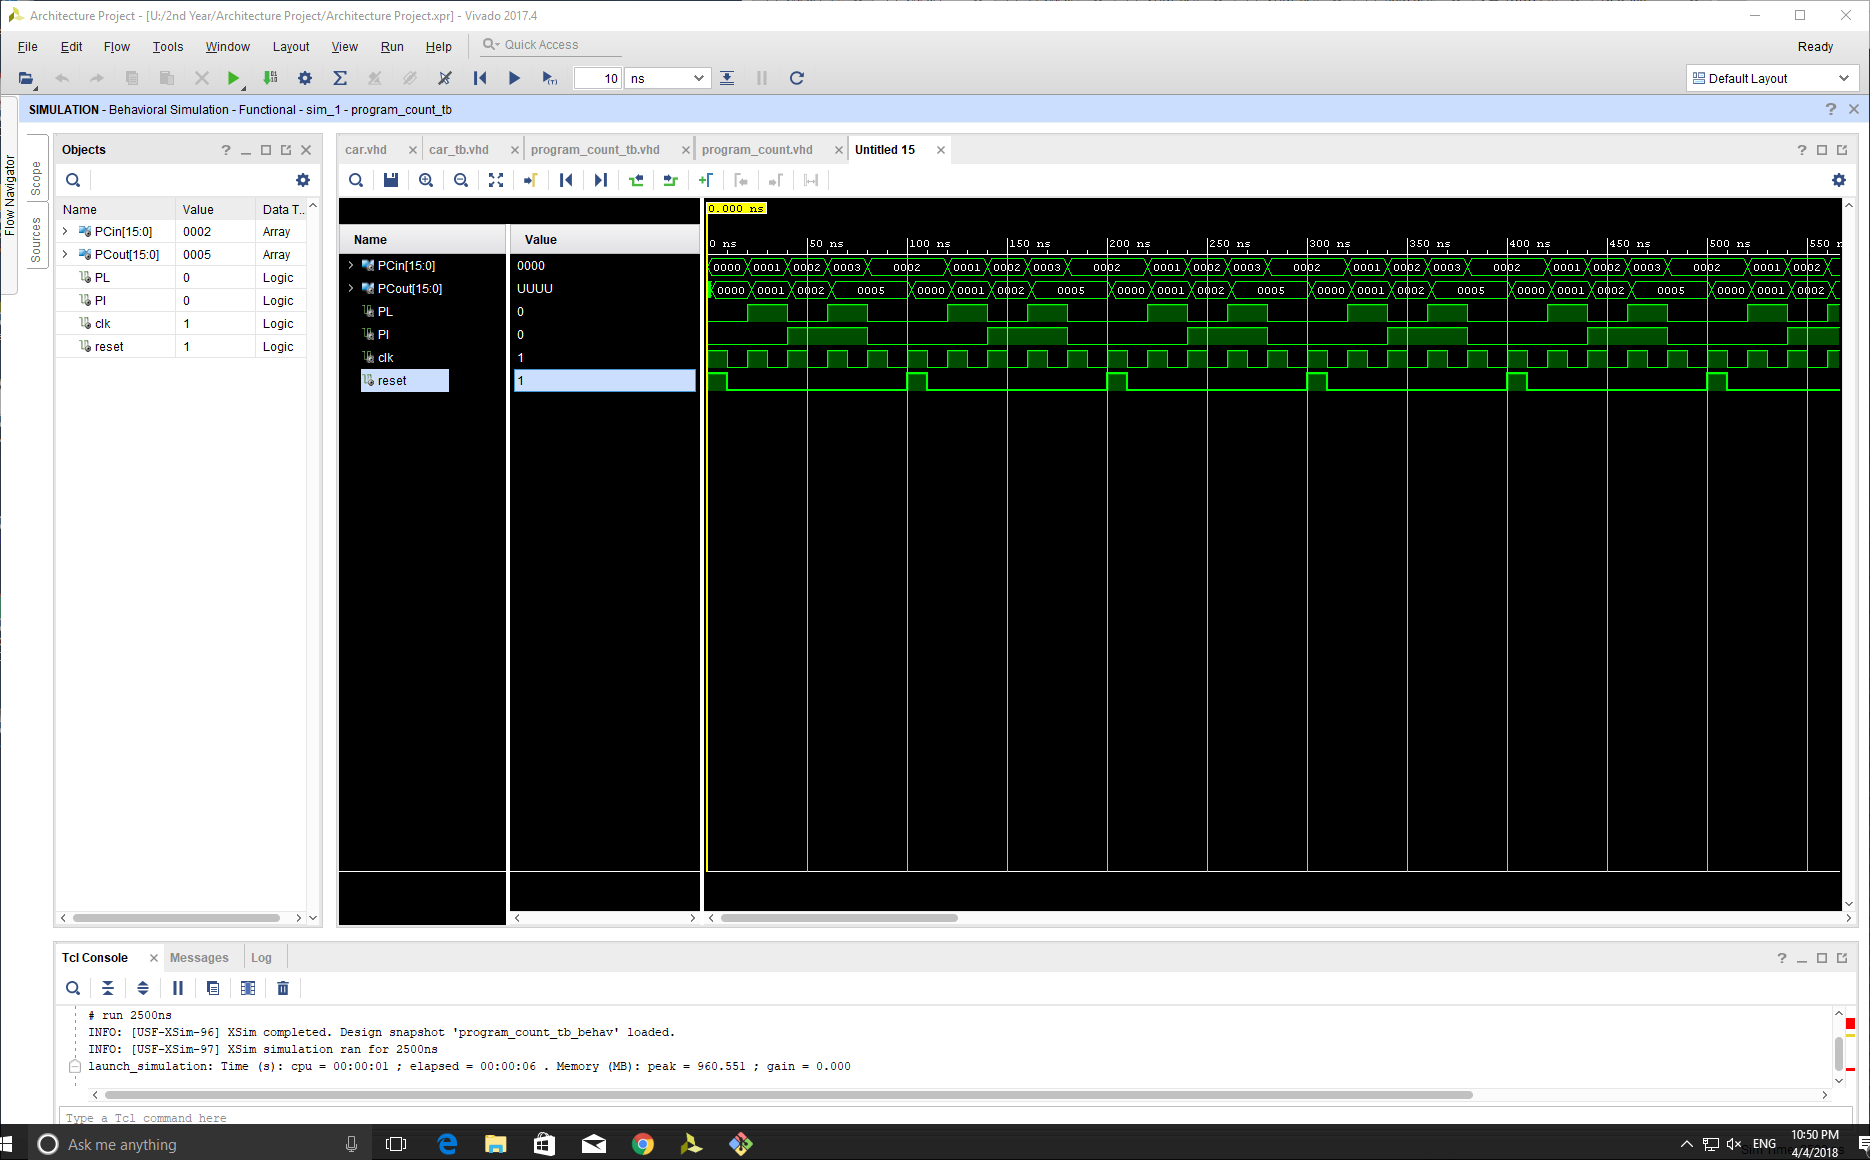 Architecture Project - [U:/2nd Year/Architecture Project/Architecture Project.xpr] - Vivado 2017.4
File Edit Flow Tools Window Layout View Run Help Quick Access Ready
10 ns Default Layout
SIMULATION - Behavioral Simulation - Functional - sim_1 - program_count_tb
Flow Navigator
Scope
Sources
Objects
Name Value Data T...
PCin[15:0] 0002 Array
PCout[15:0] 0005 Array
PL 0 Logic
PI 0 Logic
clk 1 Logic
reset 1 Logic
car.vhd car_tb.vhd program_count_tb.vhd program_count.vhd Untitled 15
0.000 ns
Name Value
0 ns 50 ns 100 ns 150 ns 200 ns 250 ns 300 ns 350 ns 400 ns 450 ns 500 ns 550 n
PCin[15:0] 0000 0000 0001 0002 0003 0002 0001 0002 0003 0002 0001 0002 0003 0002 0001 0002 0003 0002 0001 0002 0003 0002 0001 0002
PCout[15:0] UUUU 0000 0001 0002 0005 0000 0001 0002 0005 0000 0001 0002 0005 0000 0001 0002 0005 0000 0001 0002 0005 0000 0001 0002
PL 0
PI 0
clk 1
reset 1
Tcl Console Messages Log
# run 2500ns
INFO: [USF-XSim-96] XSim completed. Design snapshot 'program_count_tb_behav' loaded.
INFO: [USF-XSim-97] XSim simulation ran for 2500ns
launch_simulation: Time (s): cpu = 00:00:01 ; elapsed = 00:00:06 . Memory (MB): peak = 960.551 ; gain = 0.000
Type a Tcl command here
Ask me anything
ENG
10:50 PM
4/4/2018